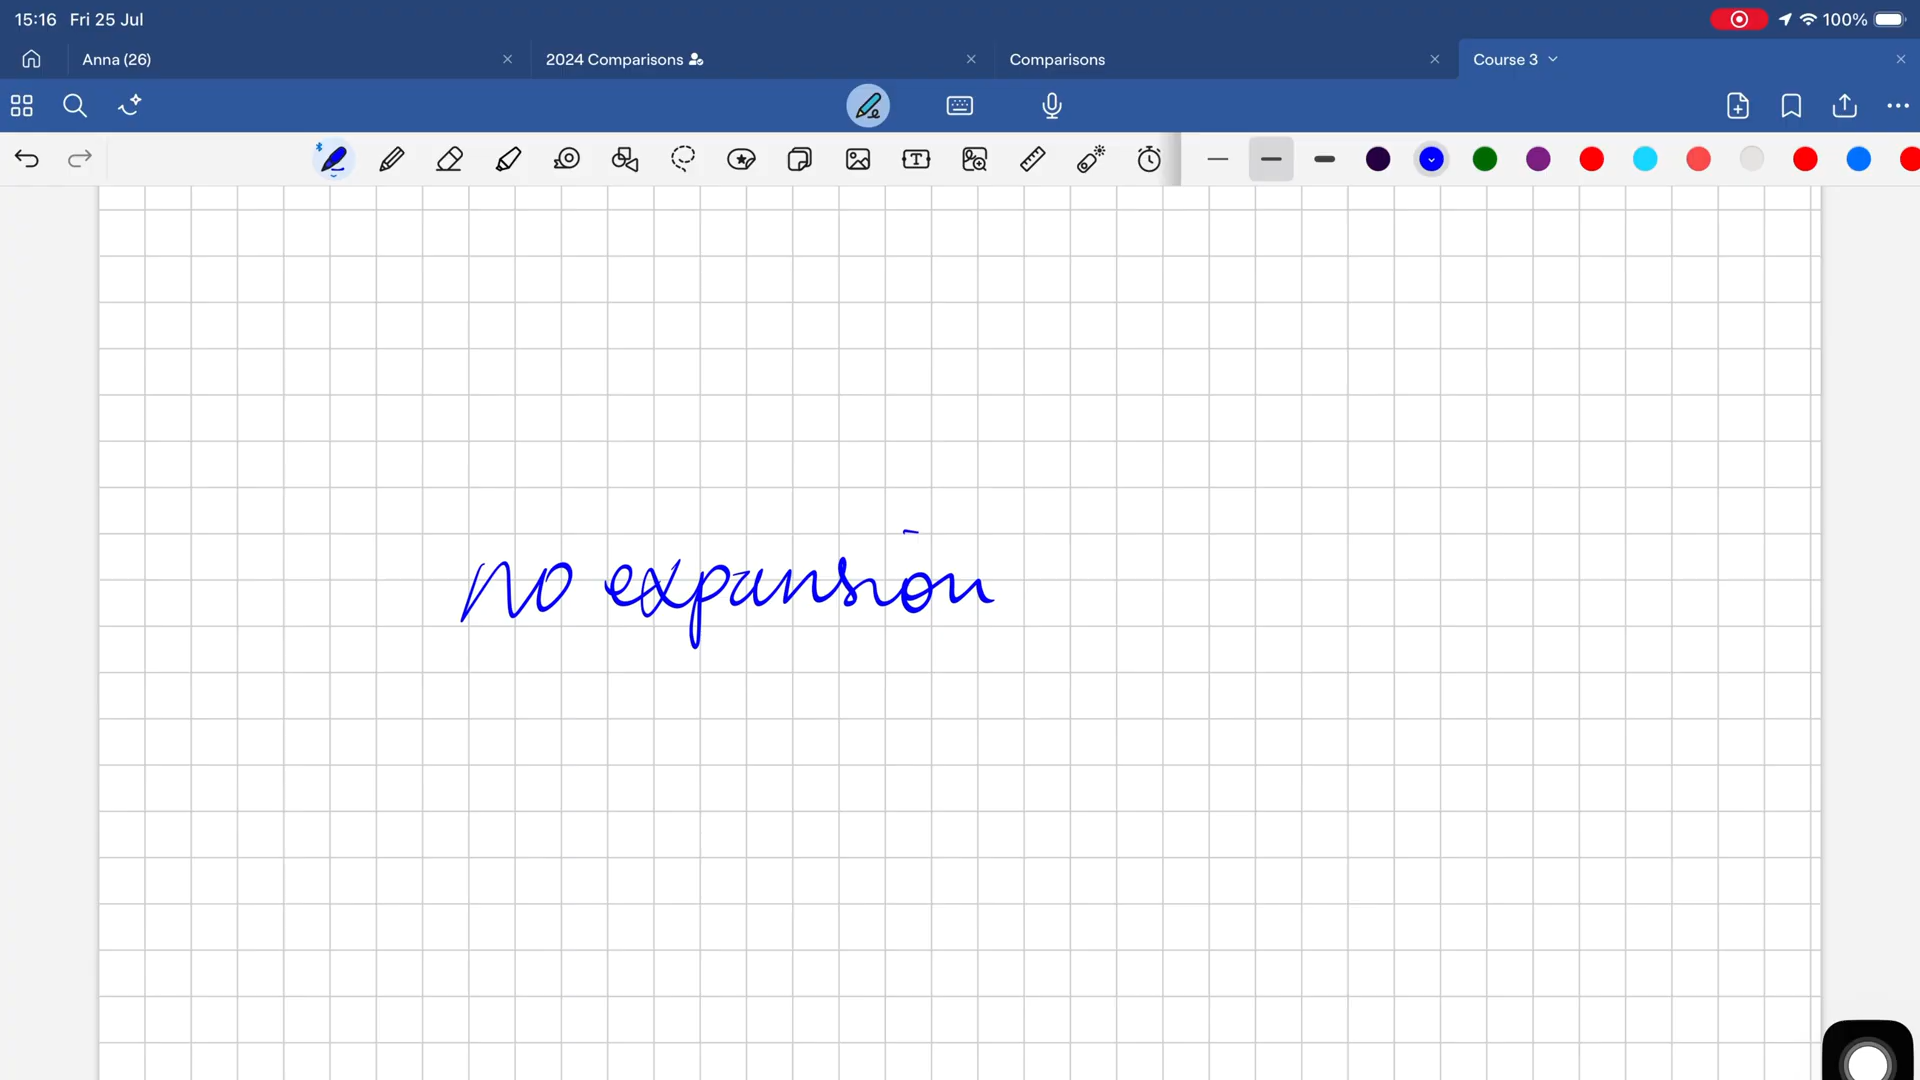 15:16 Fri 25 Jul 100%
Anna (26) 2024 Comparisons Comparisons Course 3
no expansion